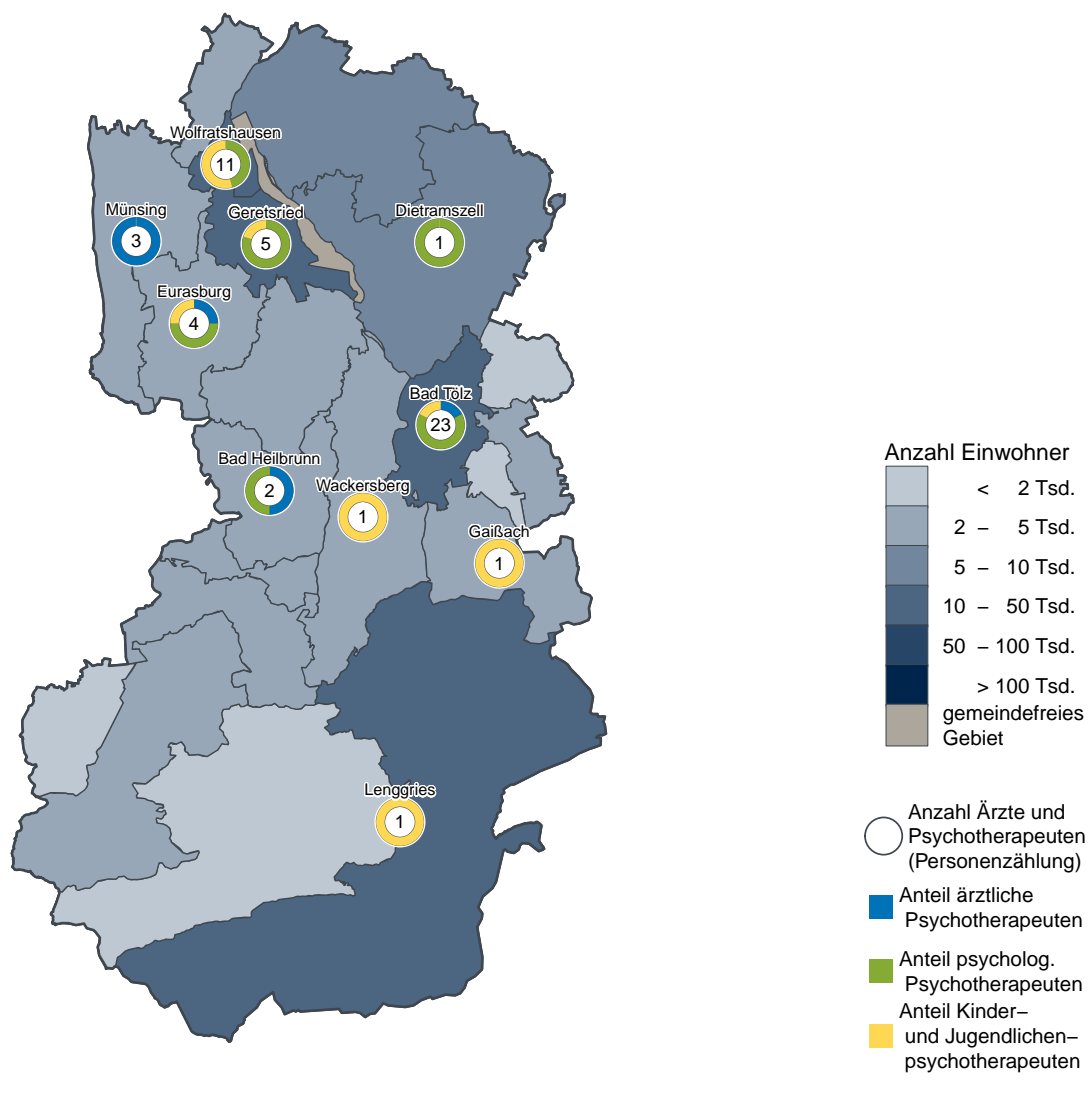 Wolfratshausen
11
Münsing
3
Geretsried
5
Dietramszell
1
Eurasburg
4
Bad Tölz
23
Bad Heilbrunn
2
Wackersberg
1
Gaißach
1
Lenggries
1
Anzahl Einwohner
< 2 Tsd.
2 – 5 Tsd.
5 – 10 Tsd.
10 – 50 Tsd.
50 – 100 Tsd.
> 100 Tsd.
gemeindefreies
Gebiet
Anzahl Ärzte und
Psychotherapeuten
(Personenzählung)
Anteil ärztliche
Psychotherapeuten
Anteil psycholog.
Psychotherapeuten
Anteil Kinder–
und Jugendlichen–
psychotherapeuten